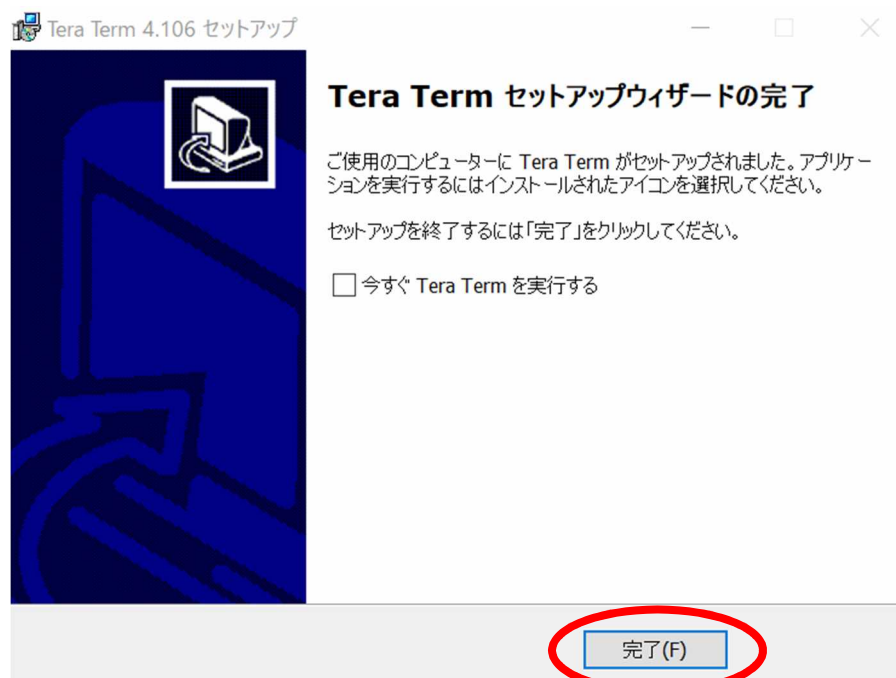 Tera Term 4.106 セットアップ
Tera Term セットアップウィザードの完了
ご使用のコンピューターに Tera Term がセットアップされました。アプリケー
ションを実行するにはインストールされたアイコンを選択してください。
セットアップを終了するには「完了」をクリックしてください。
今すぐ Tera Term を実行する
完了(F)